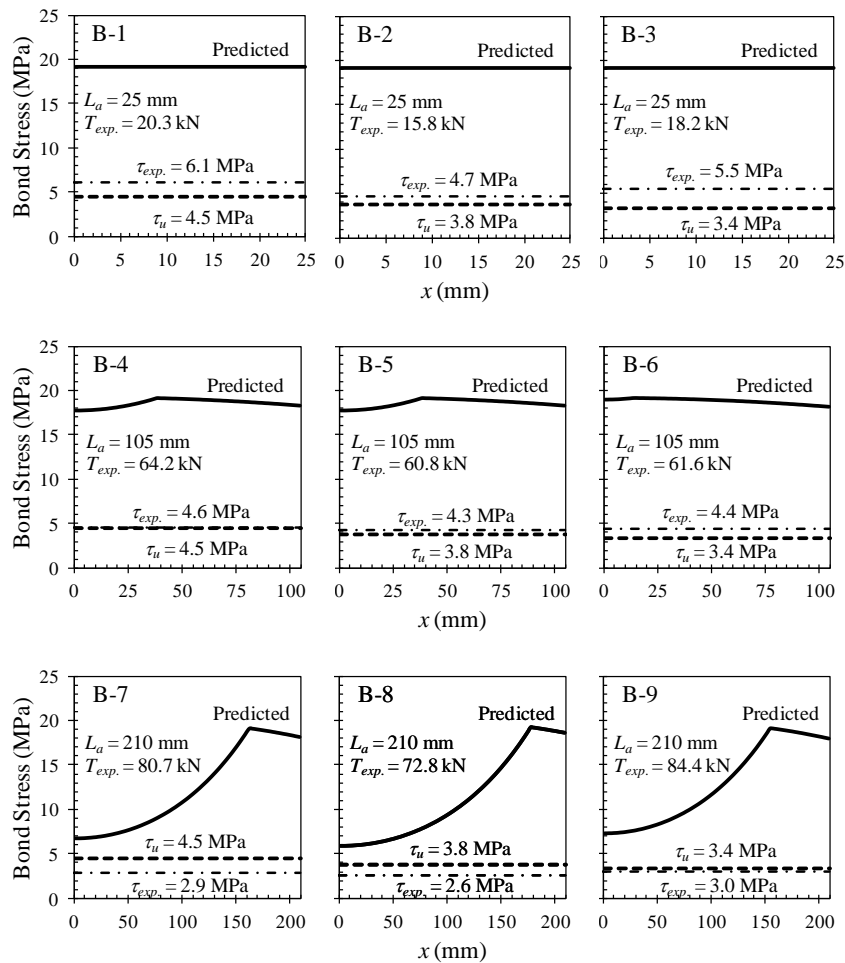 Bond Stress (MPa)
25
20
15
10
5
0
B-1
Predicted
L_a = 25 mm
T_exp. = 20.3 kN
τ_exp. = 6.1 MPa
τ_u = 4.5 MPa
0 5 10 15 20 25
B-2
Predicted
L_a = 25 mm
T_exp. = 15.8 kN
τ_exp. = 4.7 MPa
τ_u = 3.8 MPa
0 5 10 15 20 25
x (mm)
B-3
Predicted
L_a = 25 mm
T_exp. = 18.2 kN
τ_exp. = 5.5 MPa
τ_u = 3.4 MPa
0 5 10 15 20 25
Bond Stress (MPa)
25
20
15
10
5
0
B-4
Predicted
L_a = 105 mm
T_exp. = 64.2 kN
τ_exp. = 4.6 MPa
τ_u = 4.5 MPa
0 25 50 75 100
B-5
Predicted
L_a = 105 mm
T_exp. = 60.8 kN
τ_exp. = 4.3 MPa
τ_u = 3.8 MPa
0 25 50 75 100
x (mm)
B-6
Predicted
L_a = 105 mm
T_exp. = 61.6 kN
τ_exp. = 4.4 MPa
τ_u = 3.4 MPa
0 25 50 75 100
Bond Stress (MPa)
25
20
15
10
5
0
B-7
Predicted
L_a = 210 mm
T_exp. = 80.7 kN
τ_u = 4.5 MPa
τ_exp. = 2.9 MPa
0 50 100 150 200
B-8
Predicted
L_a = 210 mm
T_exp. = 72.8 kN
τ_u = 3.8 MPa
τ_exp. = 2.6 MPa
0 50 100 150 200
x (mm)
B-9
Predicted
L_a = 210 mm
T_exp. = 84.4 kN
τ_u = 3.4 MPa
τ_exp. = 3.0 MPa
0 50 100 150 200